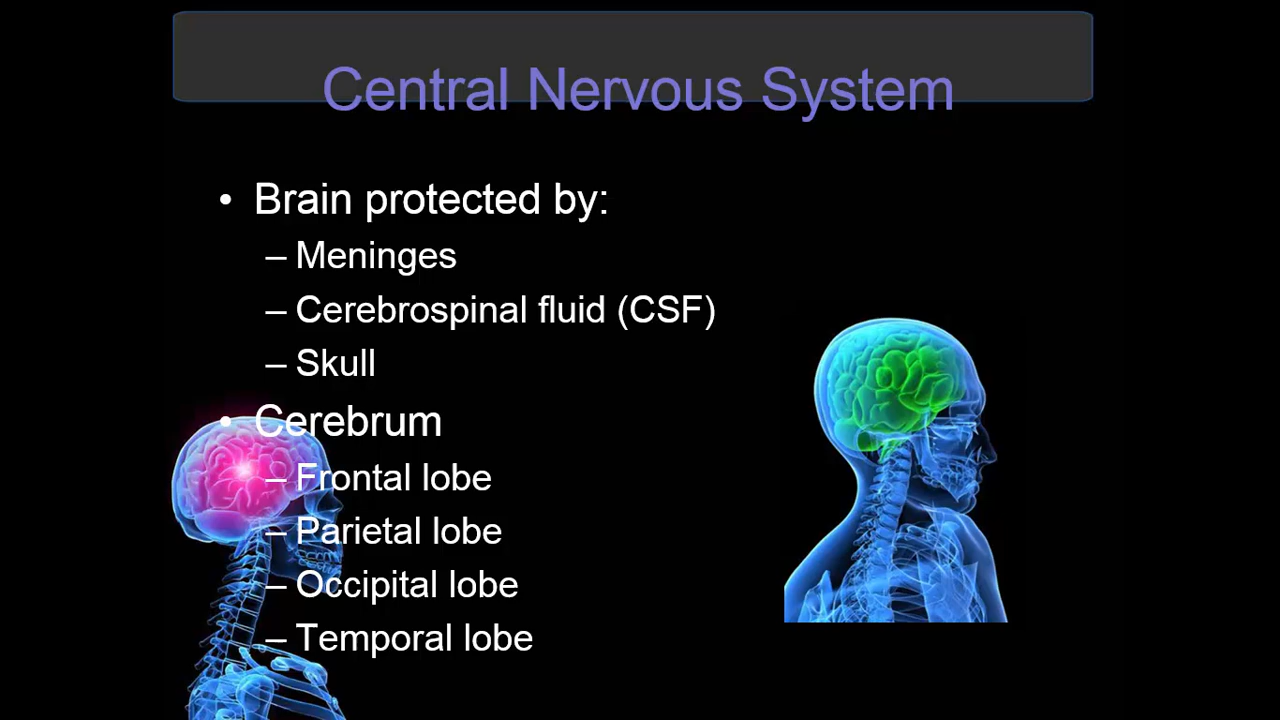 Central Nervous System
• Brain protected by:
– Meninges
– Cerebrospinal fluid (CSF)
– Skull
• Cerebrum
– Frontal lobe
– Parietal lobe
– Occipital lobe
– Temporal lobe